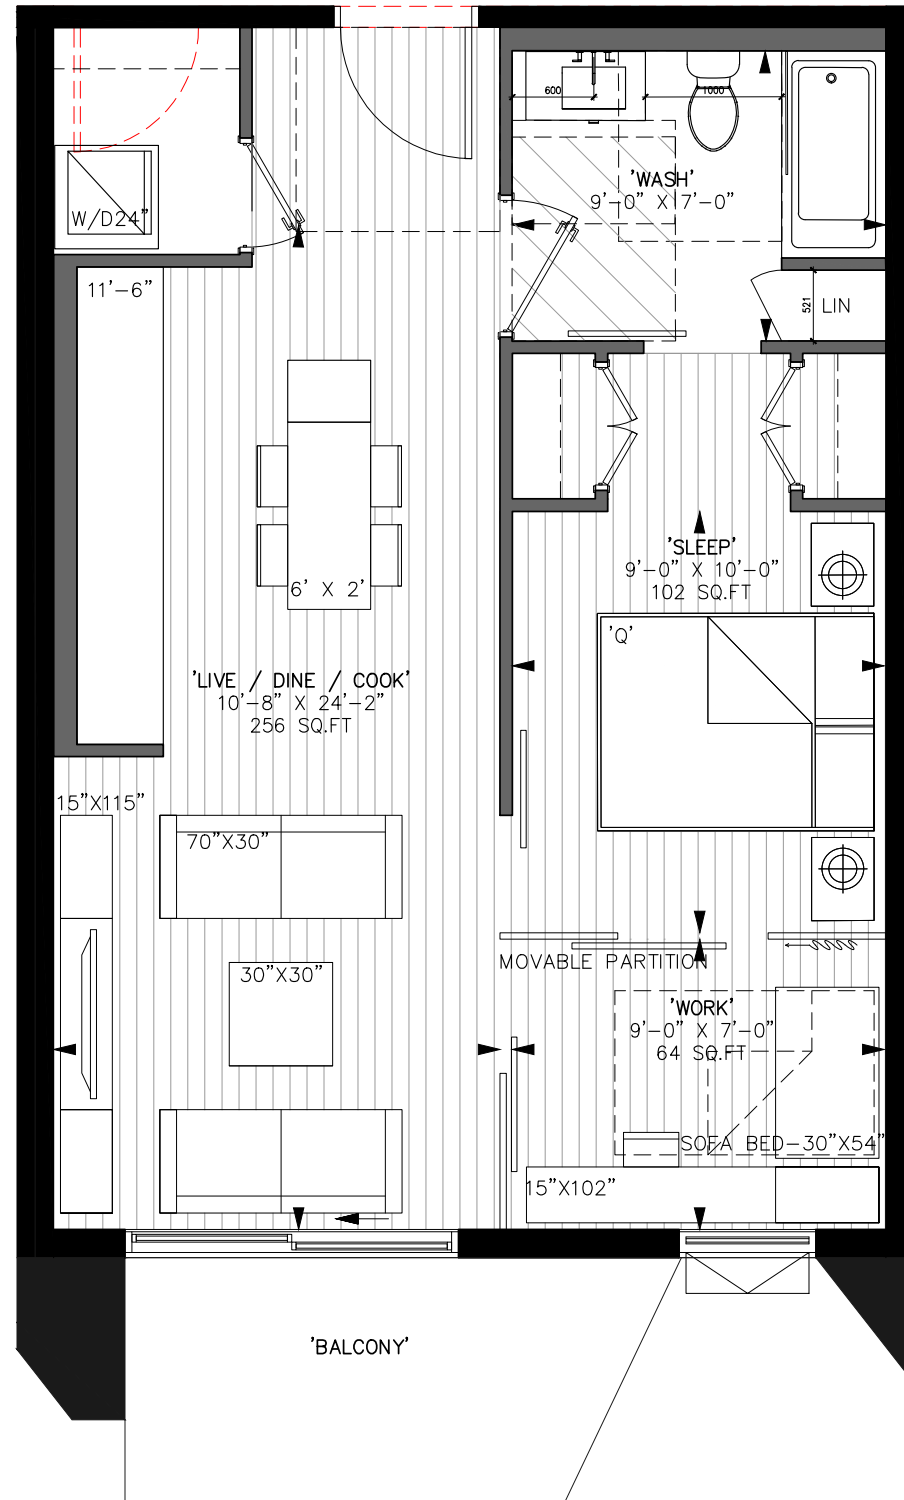 600
1000
'WASH'
9'-0" X 7'-0"
W/D24"
11'-6"
521
LIN
6' X 2'
'SLEEP'
9'-0" X 10'-0"
102 SQ.FT
'Q'
'LIVE / DINE / COOK'
10'-8" X 24'-2"
256 SQ.FT
15"X115"
70"X30"
30"X30"
MOVABLE PARTITION
'WORK'
9'-0" X 7'-0"
64 SQ.FT
SOFA BED-30"X54"
15"X102"
'BALCONY'